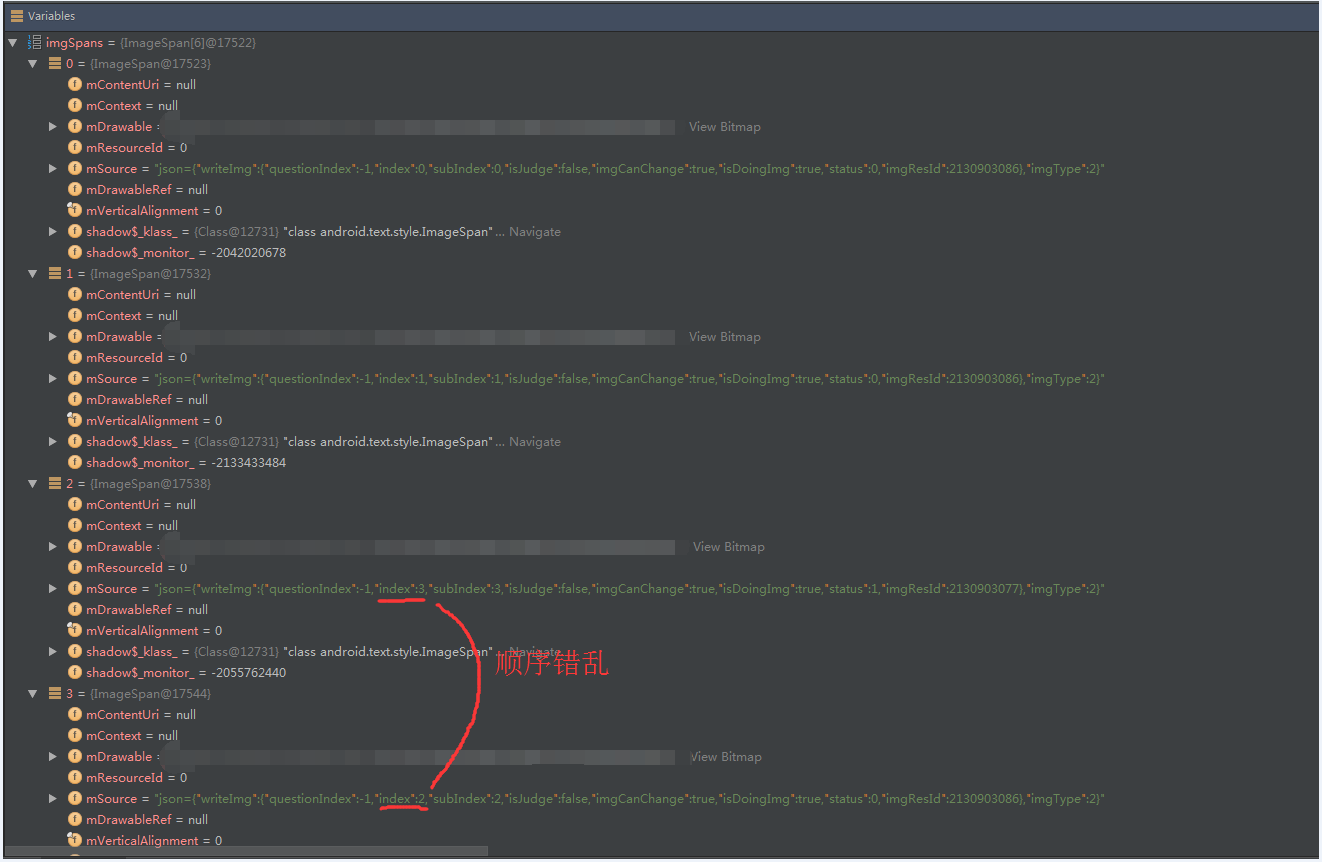 Variables
imgSpans = {ImageSpan[6]@17522}
0 = {ImageSpan@17523}
mContentUri = null
mContext = null
mDrawable = View Bitmap
mResourceId = 0
mSource = "json={"writeImg":{"questionIndex":-1,"index":0,"subIndex":0,"isJudge":false,"imgCanChange":true,"isDoingImg":true,"status":0,"imgResId":2130903086},"imgType":2}"
mDrawableRef = null
mVerticalAlignment = 0
shadow$_klass_ = {Class@12731} "class android.text.style.ImageSpan" ... Navigate
shadow$_monitor_ = -2042020678
1 = {ImageSpan@17532}
mContentUri = null
mContext = null
mDrawable = View Bitmap
mResourceId = 0
mSource = "json={"writeImg":{"questionIndex":-1,"index":1,"subIndex":1,"isJudge":false,"imgCanChange":true,"isDoingImg":true,"status":0,"imgResId":2130903086},"imgType":2}"
mDrawableRef = null
mVerticalAlignment = 0
shadow$_klass_ = {Class@12731} "class android.text.style.ImageSpan" ... Navigate
shadow$_monitor_ = -2133433484
2 = {ImageSpan@17538}
mContentUri = null
mContext = null
mDrawable = View Bitmap
mResourceId = 0
mSource = "json={"writeImg":{"questionIndex":-1,"index":3,"subIndex":3,"isJudge":false,"imgCanChange":true,"isDoingImg":true,"status":1,"imgResId":2130903077},"imgType":2}"
mDrawableRef = null
mVerticalAlignment = 0
shadow$_klass_ = {Class@12731} "class android.text.style.ImageSpan" ... Navigate
顺序错乱
shadow$_monitor_ = -2055762440
3 = {ImageSpan@17544}
mContentUri = null
mContext = null
mDrawable = View Bitmap
mResourceId = 0
mSource = "json={"writeImg":{"questionIndex":-1,"index":2,"subIndex":2,"isJudge":false,"imgCanChange":true,"isDoingImg":true,"status":0,"imgResId":2130903086},"imgType":2}"
mDrawableRef = null
mVerticalAlignment = 0